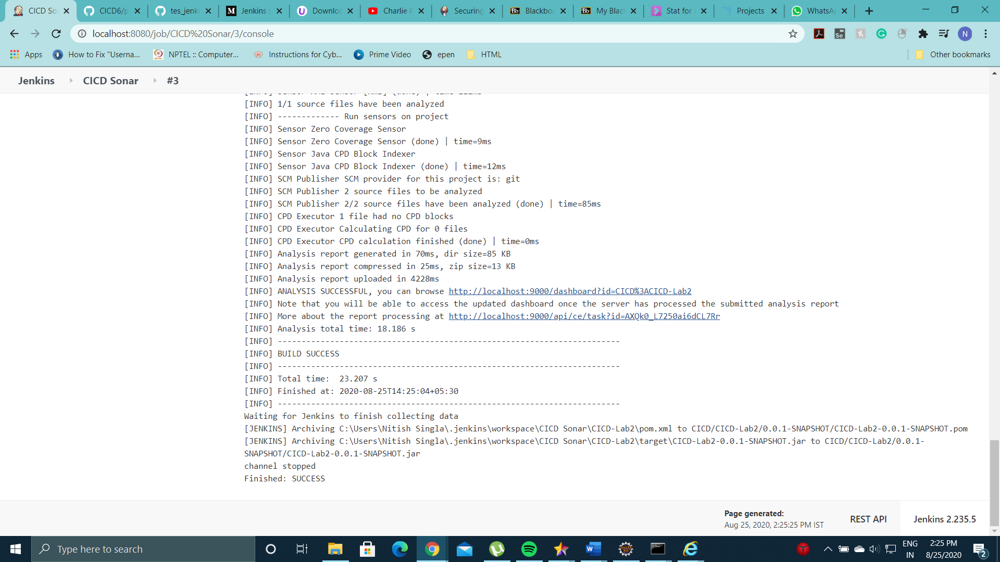 CICD So
CICD6/p
tes_jenki
Jenkins s
Downloa
Charlie P
Securing
Blackboa
My Blac
Stat for
Projects
WhatsA
localhost:8080/job/CICD%20Sonar/3/console
Apps
How to Fix "Userna...
NPTEL :: Computer...
Instructions for Cyb...
Prime Video
epen
HTML
Other bookmarks
Jenkins
CICD Sonar
#3
[INFO] 1/1 source files have been analyzed
[INFO] ------------- Run sensors on project
[INFO] Sensor Zero Coverage Sensor
[INFO] Sensor Zero Coverage Sensor (done) | time=9ms
[INFO] Sensor Java CPD Block Indexer
[INFO] Sensor Java CPD Block Indexer (done) | time=12ms
[INFO] SCM Publisher SCM provider for this project is: git
[INFO] SCM Publisher 2 source files to be analyzed
[INFO] SCM Publisher 2/2 source files have been analyzed (done) | time=85ms
[INFO] CPD Executor 1 file had no CPD blocks
[INFO] CPD Executor Calculating CPD for 0 files
[INFO] CPD Executor CPD calculation finished (done) | time=0ms
[INFO] Analysis report generated in 70ms, dir size=85 KB
[INFO] Analysis report compressed in 25ms, zip size=13 KB
[INFO] Analysis report uploaded in 4228ms
[INFO] ANALYSIS SUCCESSFUL, you can browse http://localhost:9000/dashboard?id=CICD%3ACICD-Lab2
[INFO] Note that you will be able to access the updated dashboard once the server has processed the submitted analysis report
[INFO] More about the report processing at http://localhost:9000/api/ce/task?id=AXQk0_L7250ai6dCL7Rr
[INFO] Analysis total time: 18.186 s
[INFO] ------------------------------------------------------------------------
[INFO] BUILD SUCCESS
[INFO] ------------------------------------------------------------------------
[INFO] Total time:  23.207 s
[INFO] Finished at: 2020-08-25T14:25:04+05:30
[INFO] ------------------------------------------------------------------------
Waiting for Jenkins to finish collecting data
[JENKINS] Archiving C:\Users\Nitish Singla\.jenkins\workspace\CICD Sonar\CICD-Lab2\pom.xml to CICD/CICD-Lab2/0.0.1-SNAPSHOT/CICD-Lab2-0.0.1-SNAPSHOT.pom
[JENKINS] Archiving C:\Users\Nitish Singla\.jenkins\workspace\CICD Sonar\CICD-Lab2\target\CICD-Lab2-0.0.1-SNAPSHOT.jar to CICD/CICD-Lab2/0.0.1-
SNAPSHOT/CICD-Lab2-0.0.1-SNAPSHOT.jar
channel stopped
Finished: SUCCESS
Page generated:
Aug 25, 2020, 2:25:25 PM IST
REST API
Jenkins 2.235.5
Type here to search
ENG
IN
2:25 PM
8/25/2020
2